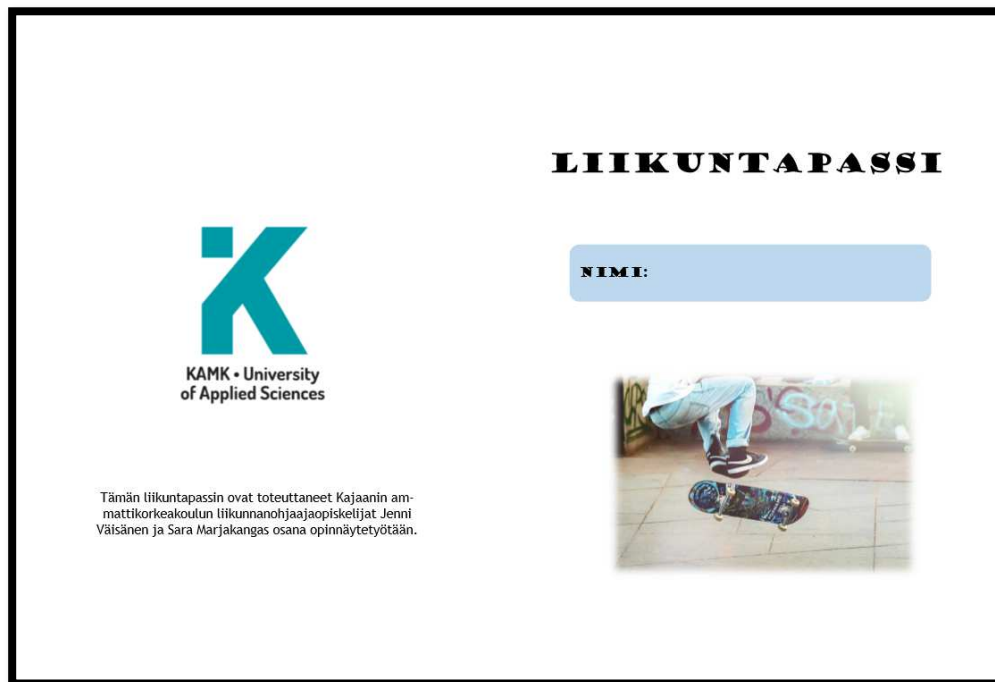 KAMK • University
of Applied Sciences
Tämän liikuntapassin ovat toteuttaneet Kajaanin am-
mattikorkeakoulun liikunnanohjaajaopiskelijat Jenni
Väisänen ja Sara Marjakangas osana opinnäytetyötään.
LIIKUNTAPASSI
NIMI: